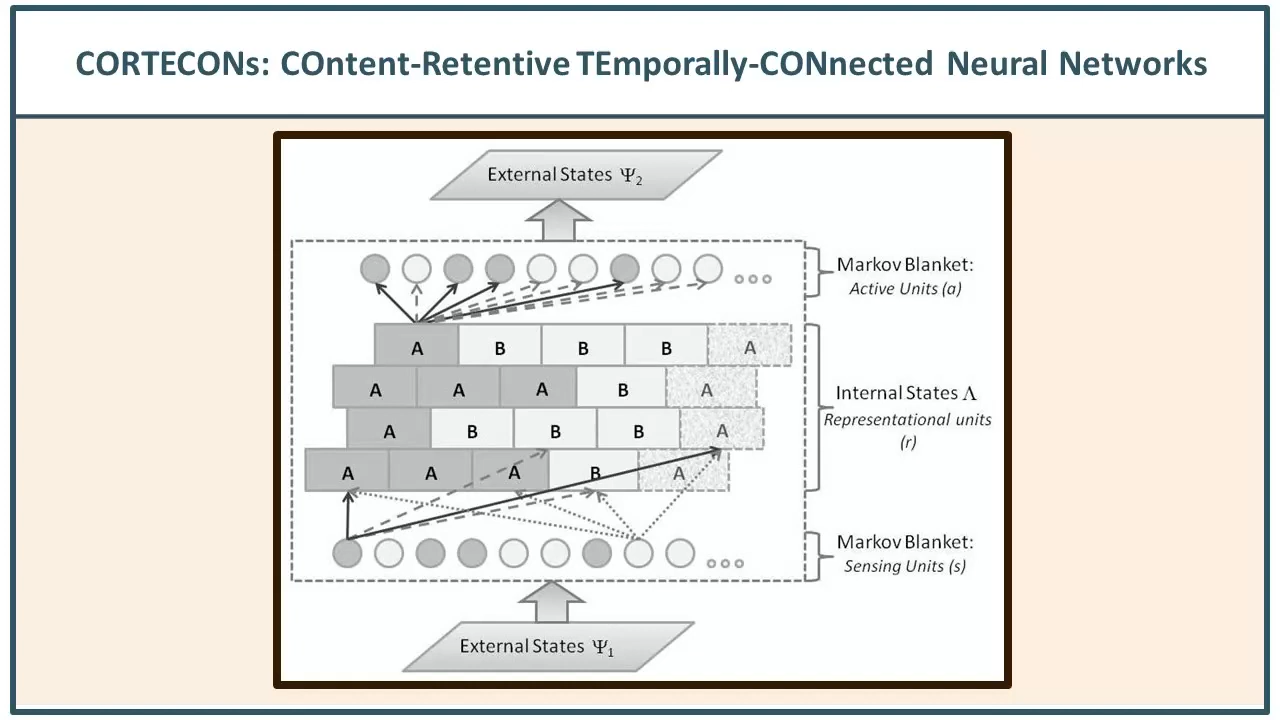 CORTECONs: COntent-Retentive TEmporally-CONnected Neural Networks
External States Ψ2
Markov Blanket:
Active Units (a)
A B B B A
A A A B A
Internal States Λ
Representational units
(r)
A B B B A
A A A B A
Markov Blanket:
Sensing Units (s)
External States Ψ1